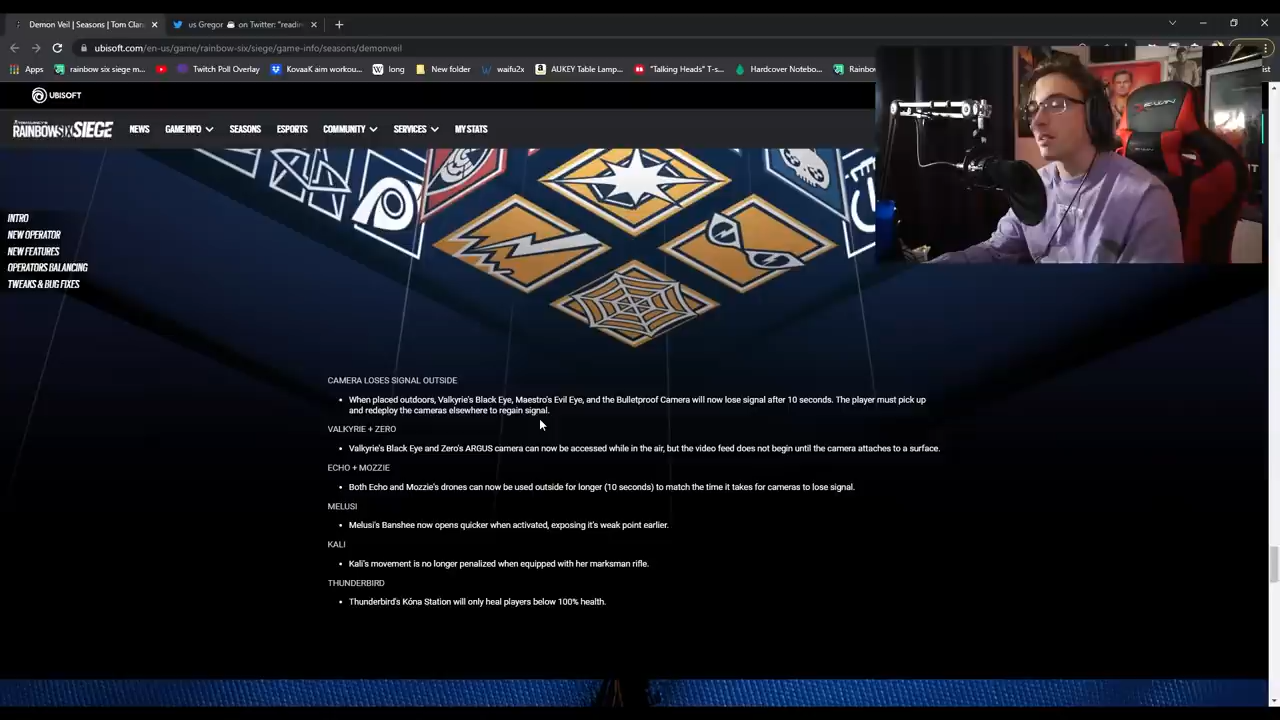 Demon Veil | Seasons | Tom Clan
us Gregor on Twitter: "readin
ubisoft.com/en-us/game/rainbow-six/siege/game-info/seasons/demonveil
Apps rainbow six siege m... Twitch Poll Overlay KovaaK aim workou... long New folder waifu2x AUKEY Table Lamp... "Talking Heads" T-s... Hardcover Notebo... Rainbow
UBISOFT
RAINBOWSIX SIEGE NEWS GAME INFO SEASONS ESPORTS COMMUNITY SERVICES MY STATS
INTRO
NEW OPERATOR
NEW FEATURES
OPERATORS BALANCING
TWEAKS & BUG FIXES
CAMERA LOSES SIGNAL OUTSIDE
• When placed outdoors, Valkyrie's Black Eye, Maestro's Evil Eye, and the Bulletproof Camera will now lose signal after 10 seconds. The player must pick up
and redeploy the cameras elsewhere to regain signal.
VALKYRIE + ZERO
• Valkyrie's Black Eye and Zero's ARGUS camera can now be accessed while in the air, but the video feed does not begin until the camera attaches to a surface.
ECHO + MOZZIE
• Both Echo and Mozzie's drones can now be used outside for longer (10 seconds) to match the time it takes for cameras to lose signal.
MELUSI
• Melusi's Banshee now opens quicker when activated, exposing it's weak point earlier.
KALI
• Kali's movement is no longer penalized when equipped with her marksman rifle.
THUNDERBIRD
• Thunderbird's Kóna Station will only heal players below 100% health.